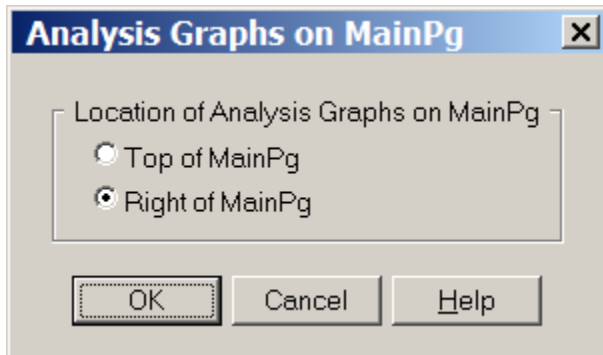 Analysis Graphs on MainPg
Location of Analysis Graphs on MainPg
Top of MainPg
Right of MainPg
OK Cancel Help